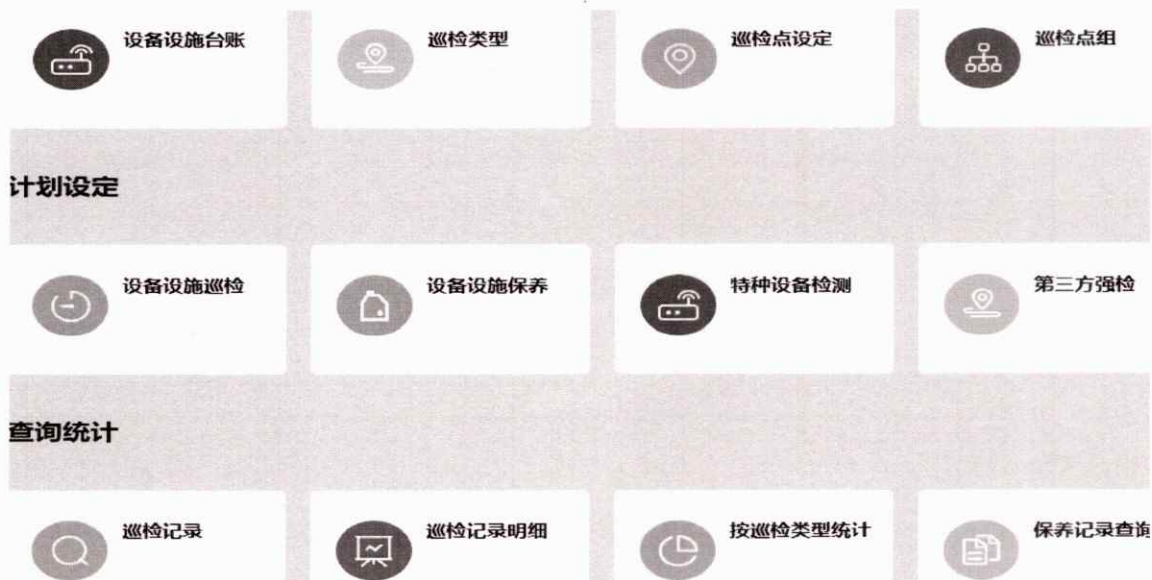 设备设施台账
巡检类型
巡检点设定
巡检点组
计划设定
设备设施巡检
设备设施保养
特种设备检测
第三方强检
查询统计
巡检记录
巡检记录明细
按巡检类型统计
保养记录查询